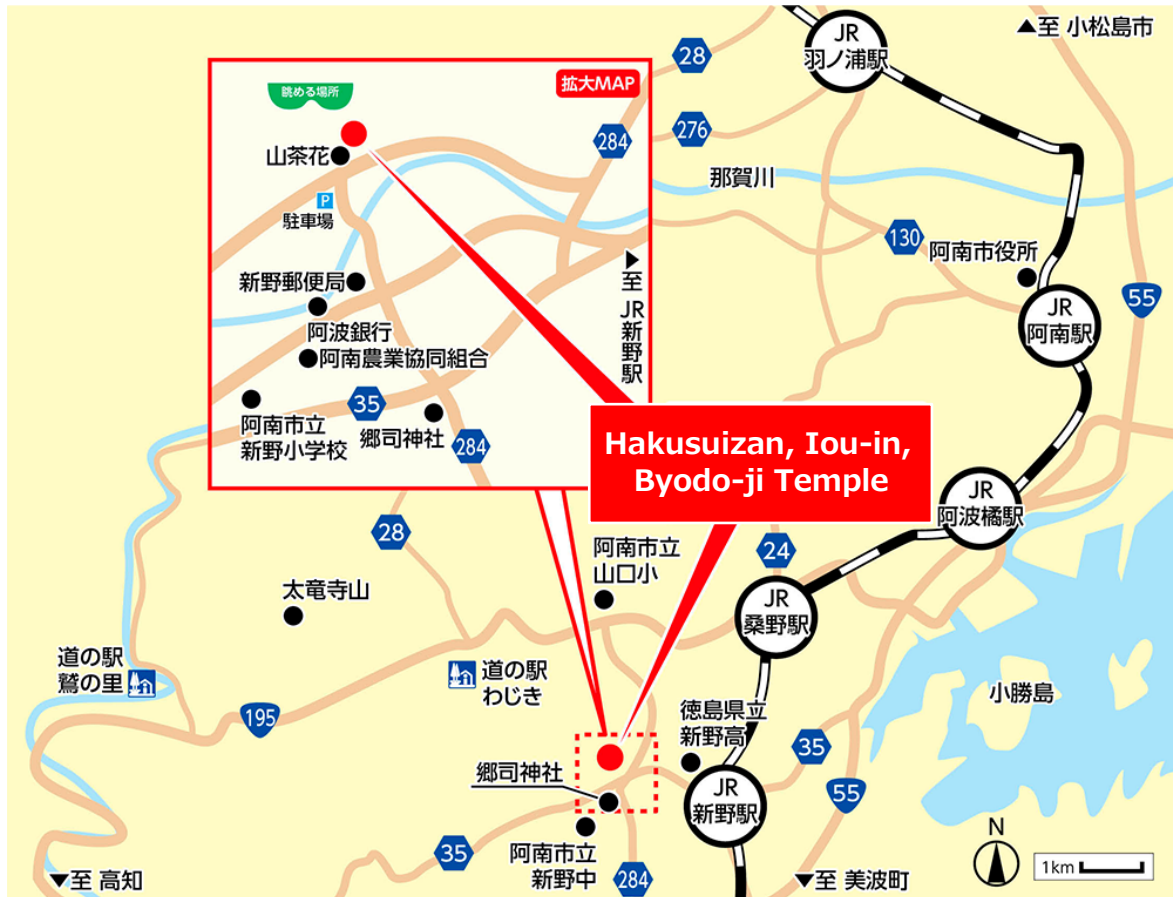 JR
羽ノ浦駅
▲至 小松島市
28
拡大MAP
眺める場所
276
284
山茶花
那賀川
P
駐車場
130
阿南市役所
▶至 JR新野駅
新野郵便局
55
JR
阿南駅
阿波銀行
阿南農業協同組合
35
阿南市立
新野小学校
郷司神社
284
Hakusuizan, Iou-in,
Byodo-ji Temple
JR
阿波橘駅
28
阿南市立
山口小
24
太竜寺山
JR
桑野駅
道の駅
鷲の里
道の駅
わじき
小勝島
195
徳島県立
新野高
35
郷司神社
55
JR
新野駅
35
阿南市立
新野中
284
N
1km
▼至 高知
▼至 美波町